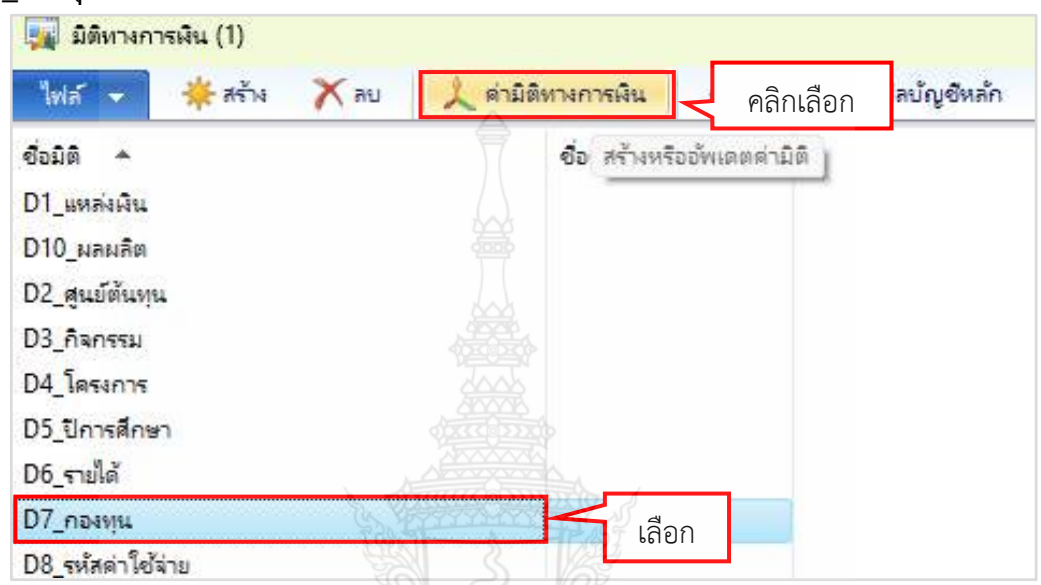 มิติทางการเงิน (1)
ไฟล์ สร้าง ลบ ค่ามิติทางการเงิน คลิกเลือก ลบัญชีหลัก
ชื่อมิติ ชื่อ สร้างหรืออัพเดตค่ามิติ
D1_แหล่งเงิน
D10_ผลผลิต
D2_ศูนย์ต้นทุน
D3_กิจกรรม
D4_โครงการ
D5_ปีการศึกษา
D6_รายได้
D7_กองทุน เลือก
D8_รหัสค่าใช้จ่าย